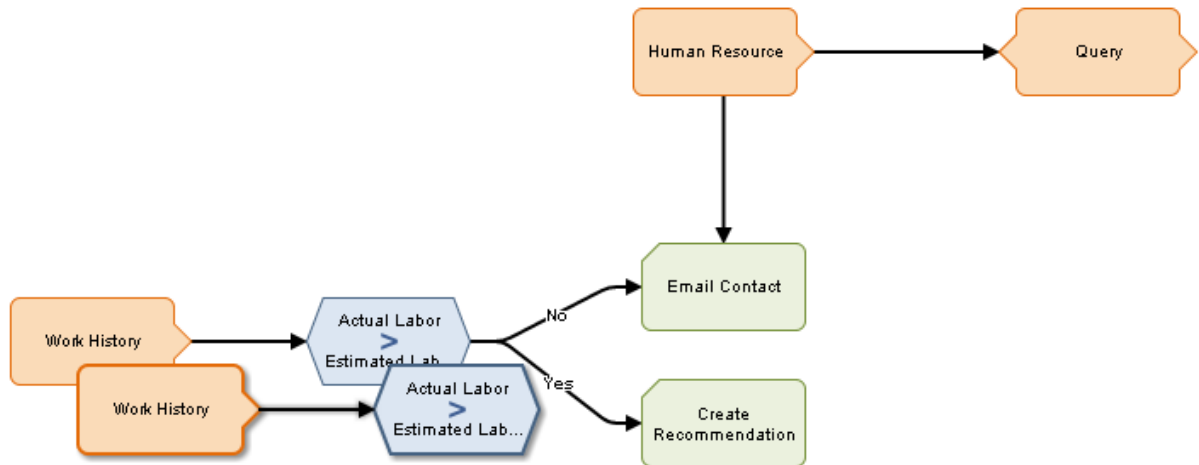 Human Resource
Query
Email Contact
No
Actual Labor
>
Estimated Lab...
Work History
Yes
Actual Labor
>
Estimated Lab...
Work History
Create
Recommendation